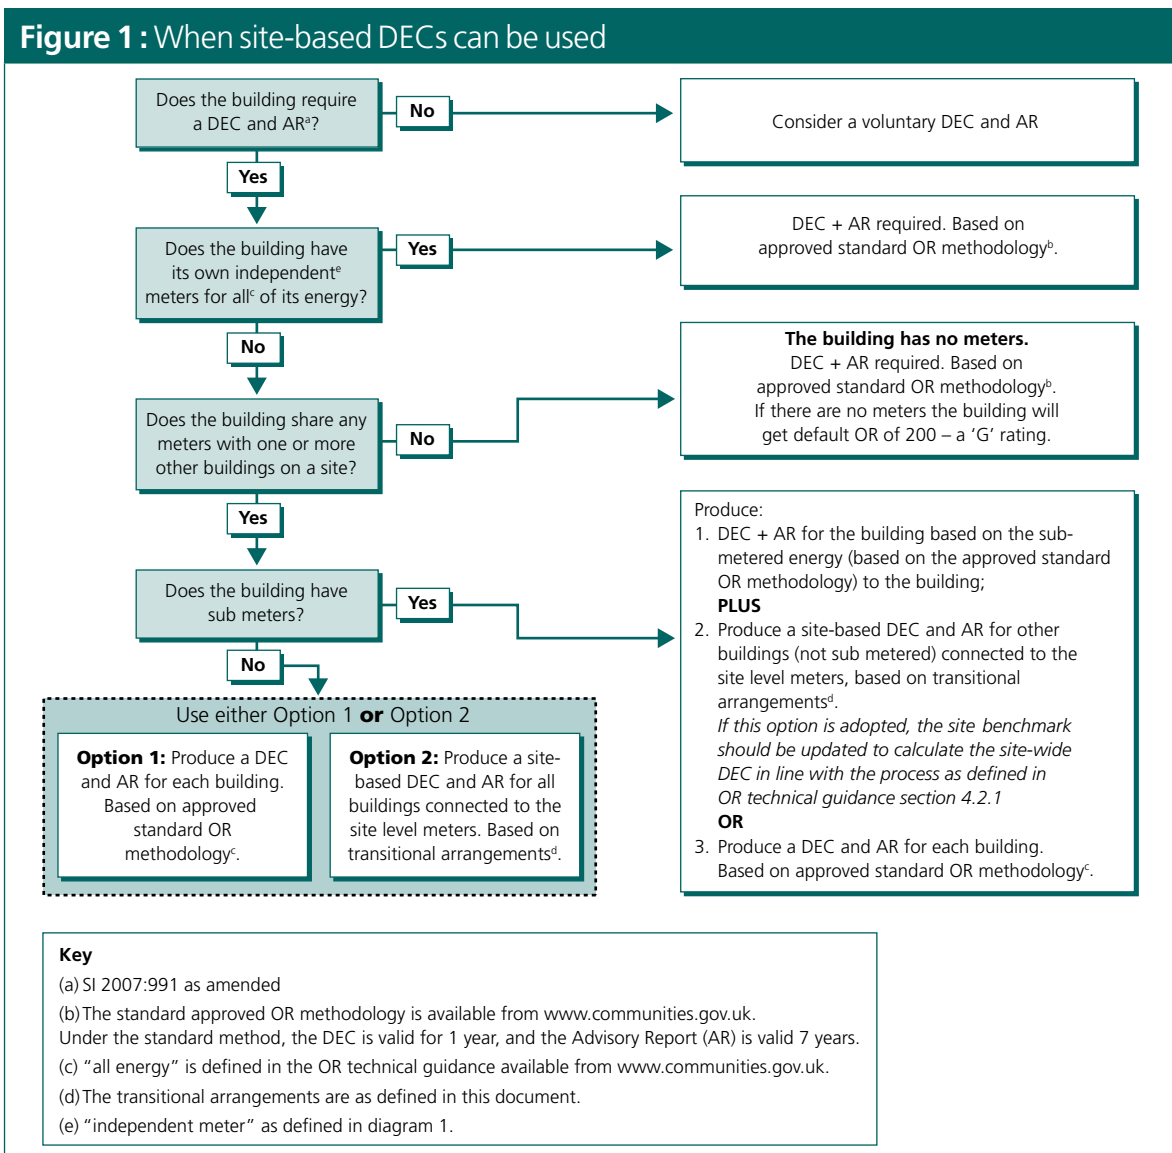 Figure 1 : When site-based DECs can be used
Does the building require
a DEC and ARᵃ?
No
Consider a voluntary DEC and AR
Yes
Does the building have
its own independentᵉ
meters for allᶜ of its energy?
Yes
DEC + AR required. Based on
approved standard OR methodologyᵇ.
No
Does the building share any
meters with one or more
other buildings on a site?
No
The building has no meters.
DEC + AR required. Based on
approved standard OR methodologyᵇ.
If there are no meters the building will
get default OR of 200 – a ‘G’ rating.
Yes
Does the building have
sub meters?
Yes
Produce:
1. DEC + AR for the building based on the sub-
metered energy (based on the approved standard
OR methodology) to the building;
PLUS
2. Produce a site-based DEC and AR for other
buildings (not sub metered) connected to the
site level meters, based on transitional
arrangementsᵈ.
If this option is adopted, the site benchmark
should be updated to calculate the site-wide
DEC in line with the process as defined in
OR technical guidance section 4.2.1
OR
3. Produce a DEC and AR for each building.
Based on approved standard OR methodologyᶜ.
No
Use either Option 1 or Option 2
Option 1: Produce a DEC
and AR for each building.
Based on approved
standard OR
methodologyᶜ.
Option 2: Produce a site-
based DEC and AR for all
buildings connected to the
site level meters. Based on
transitional arrangementsᵈ.
Key
(a) SI 2007:991 as amended
(b) The standard approved OR methodology is available from www.communities.gov.uk.
Under the standard method, the DEC is valid for 1 year, and the Advisory Report (AR) is valid 7 years.
(c) “all energy” is defined in the OR technical guidance available from www.communities.gov.uk.
(d) The transitional arrangements are as defined in this document.
(e) “independent meter” as defined in diagram 1.